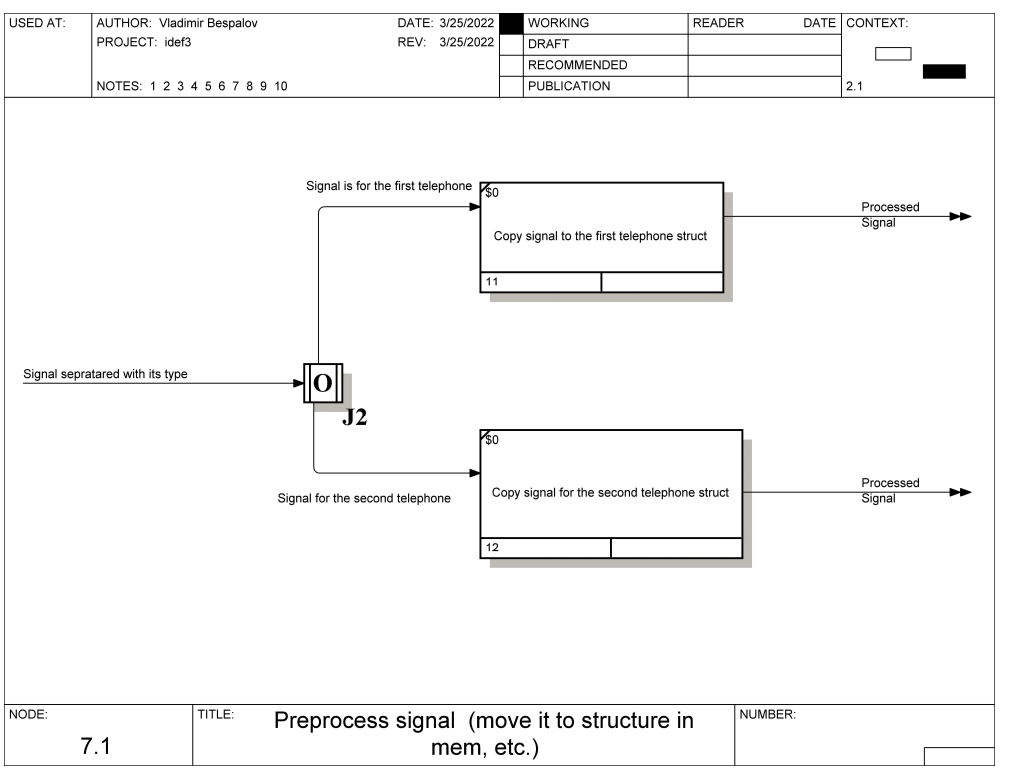 USED AT:
AUTHOR: Vladimir Bespalov
DATE: 3/25/2022
WORKING
READER
DATE
CONTEXT:
PROJECT: idef3
REV: 3/25/2022
DRAFT
RECOMMENDED
NOTES: 1 2 3 4 5 6 7 8 9 10
PUBLICATION
2.1
Signal is for the first telephone
$0
Copy signal to the first telephone struct
11
Processed
Signal
Signal sepratared with its type
O
J2
Signal for the second telephone
$0
Copy signal for the second telephone struct
12
Processed
Signal
NODE:
7.1
TITLE:
Preprocess signal (move it to structure in
mem, etc.)
NUMBER: